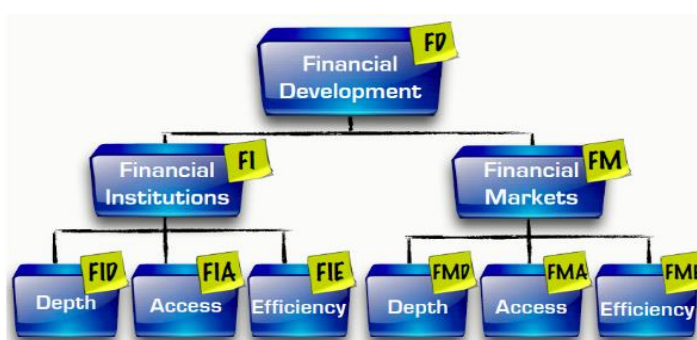 FD
Financial
Development
FI
Financial
Institutions
FM
Financial
Markets
FID
Depth
FIA
Access
FIE
Efficiency
FMD
Depth
FMA
Access
Efficiency